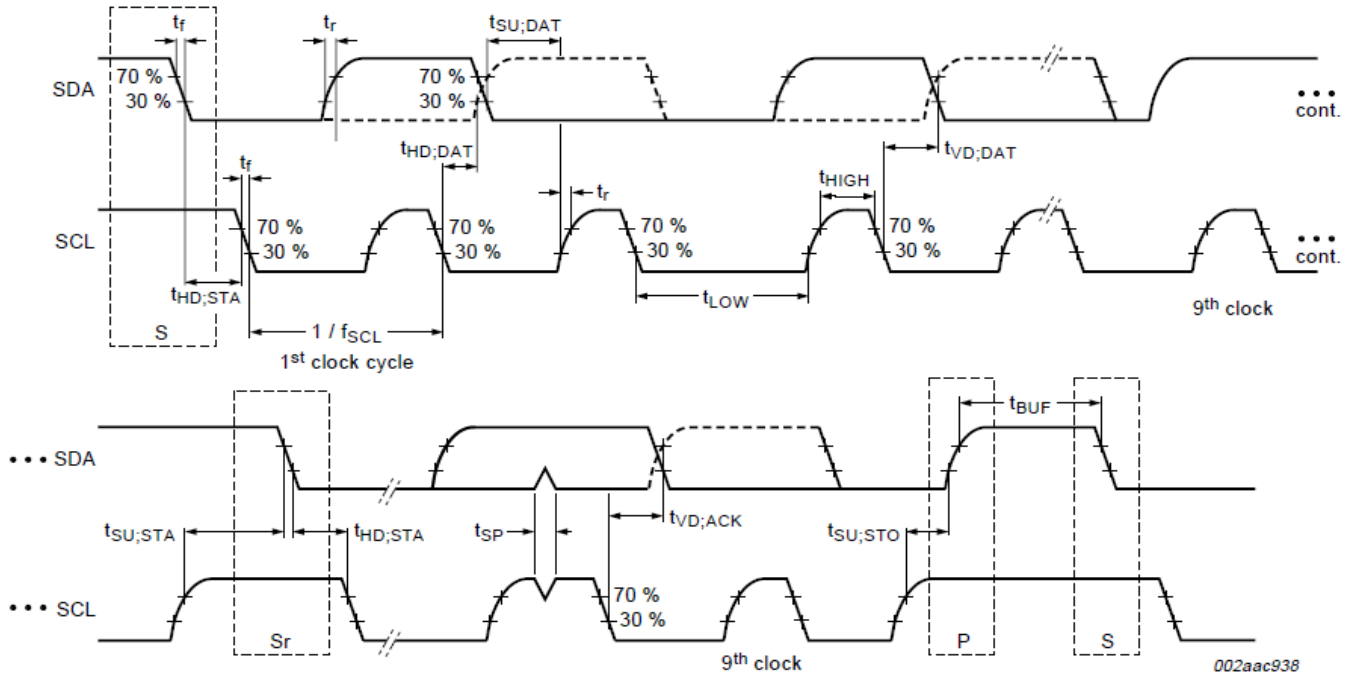 tf tr tSU;DAT
70 % 70 %
SDA
30 % 30 %
••• cont.
tHD;DAT tVD;DAT
tf tr tHIGH
70 % 70 % 70 % 70 %
SCL
30 % 30 % 30 % 30 %
••• cont.
tHD;STA tLOW
S 1 / fSCL 9th clock
1st clock cycle
tBUF
••• SDA
tSU;STA tHD;STA tSP tVD;ACK tSU;STO
••• SCL 70 %
30 %
Sr P S
9th clock
002aac938